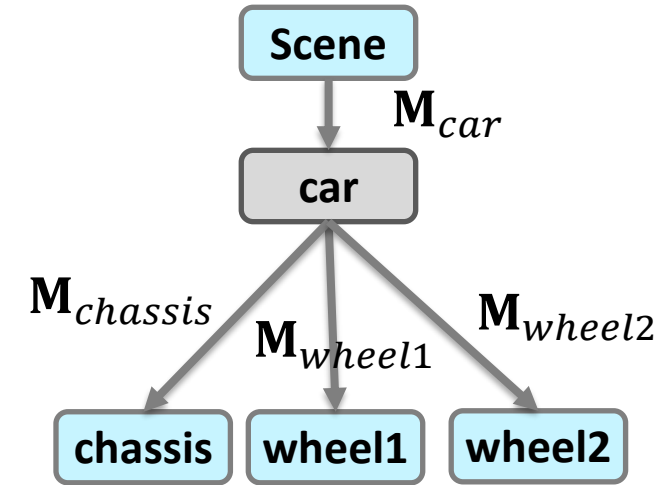 Scene
M_car
car
M_chassis
M_wheel1
M_wheel2
chassis
wheel1
wheel2